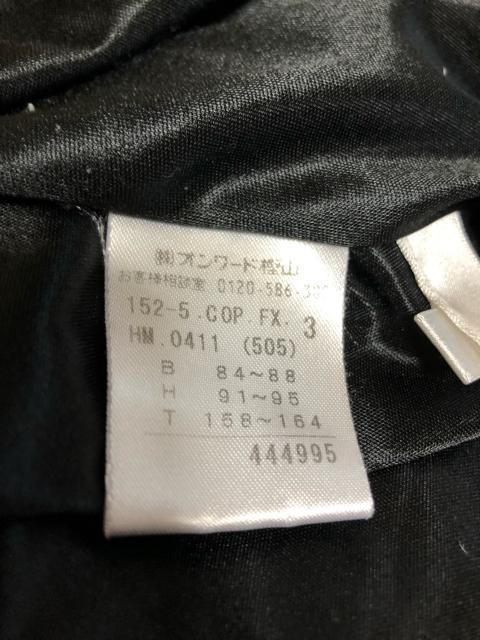 ㈱オンワード樫山
お客様相談室 0120-586-300
152-5.COP.FX. 3
HM.0411 (505)
B 84~88
H 91~95
T 158~164
444995